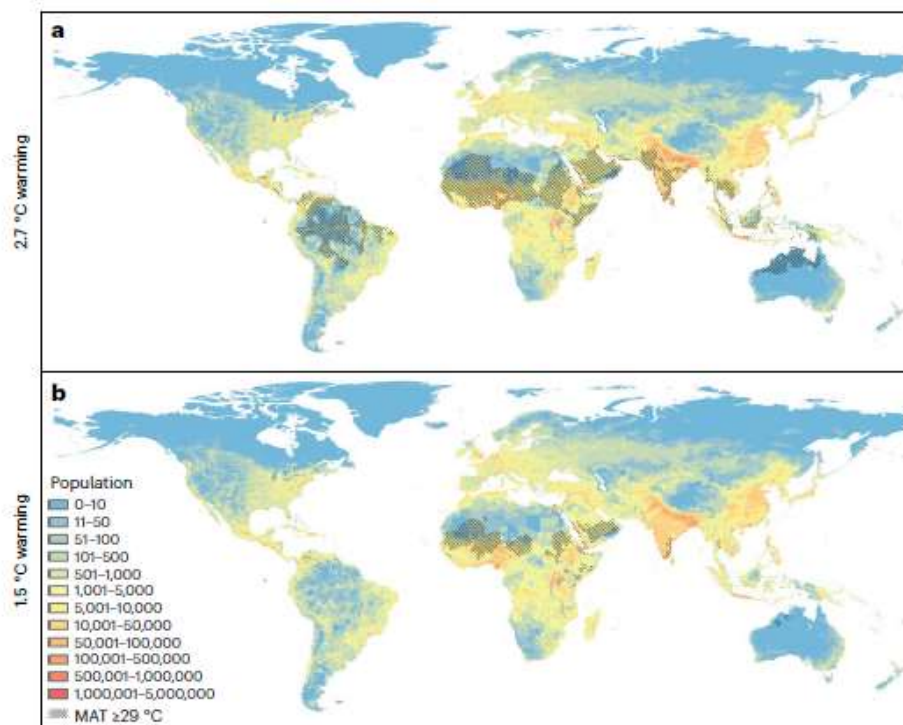 a
2.7 °C warming
b
1.5 °C warming
Population
0–10
11–50
51–100
101–500
501–1,000
1,001–5,000
5,001–10,000
10,001–50,000
50,001–100,000
100,001–500,000
500,001–1,000,000
1,000,001–5,000,000
MAT ≥29 °C